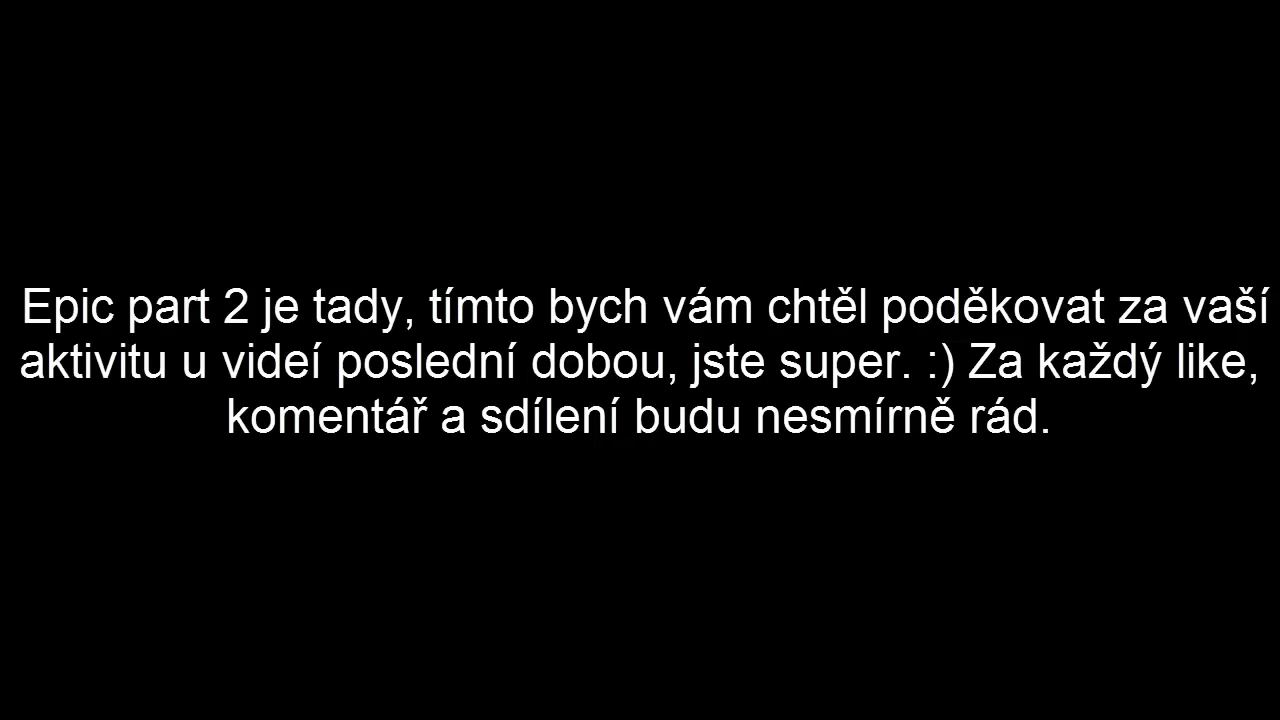 Epic part 2 je tady, tímto bych vám chtěl poděkovat za vaší
aktivitu u videí poslední dobou, jste super. :) Za každý like,
komentář a sdílení budu nesmírně rád.